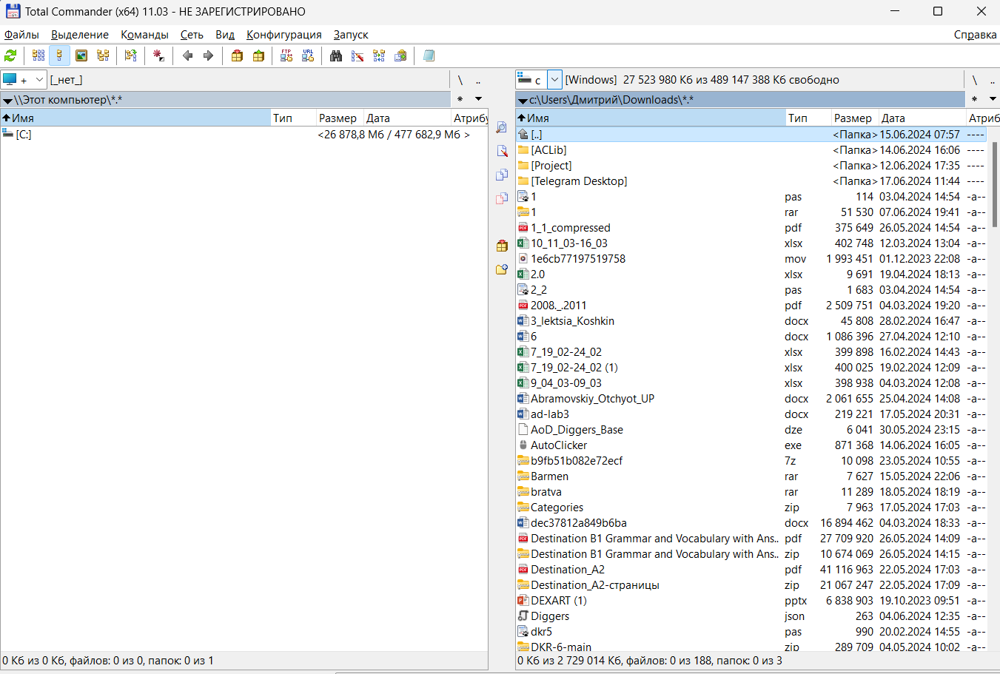 Total Commander (x64) 11.03 - НЕ ЗАРЕГИСТРИРОВАНО
Файлы Выделение Команды Сеть Вид Конфигурация Запуск Справка
FTP URL
+ [_нет_] \ ..
\\Этот компьютер\*.* * 
Имя Тип Размер Дата Атрибу
[C:] <26 878,8 Мб / 477 682,9 Мб >
0 Кб из 0 Кб, файлов: 0 из 0, папок: 0 из 1
c [Windows] 27 523 980 Кб из 489 147 388 Кб свободно \ ..
c:\Users\Дмитрий\Downloads\*.* *
Имя Тип Размер Дата Атриб
[..] <Папка> 15.06.2024 07:57 ----
[ACLib] <Папка> 14.06.2024 16:06 ----
[Project] <Папка> 12.06.2024 17:35 ----
[Telegram Desktop] <Папка> 17.06.2024 11:44 ----
1 pas 114 03.04.2024 14:54 -a--
1 rar 51 530 07.06.2024 19:41 -a--
1_1_compressed pdf 375 649 26.05.2024 14:54 -a--
10_11_03-16_03 xlsx 402 748 12.03.2024 13:04 -a--
1e6cb77197519758 mov 1 993 451 01.12.2023 22:08 -a--
2.0 xlsx 9 691 19.04.2024 18:13 -a--
2_2 pas 1 683 03.04.2024 14:54 -a--
2008._.2011 pdf 2 509 751 04.03.2024 19:20 -a--
3_lektsia_Koshkin docx 45 808 28.02.2024 16:47 -a--
6 docx 1 086 396 27.04.2024 12:10 -a--
7_19_02-24_02 xlsx 399 898 16.02.2024 14:43 -a--
7_19_02-24_02 (1) xlsx 400 025 19.02.2024 12:09 -a--
9_04_03-09_03 xlsx 398 938 04.03.2024 12:08 -a--
Abramovskiy_Otchyot_UP docx 2 061 655 25.04.2024 14:08 -a--
ad-lab3 docx 219 221 17.05.2024 20:31 -a--
AoD_Diggers_Base dze 6 041 30.05.2024 23:15 -a--
AutoClicker exe 871 368 14.06.2024 16:05 -a--
b9fb51b082e72ecf 7z 10 098 23.05.2024 10:55 -a--
Barmen rar 7 627 15.05.2024 22:06 -a--
bratva rar 11 289 18.05.2024 18:19 -a--
Categories zip 7 963 17.05.2024 17:03 -a--
dec37812a849b6ba docx 16 894 462 04.03.2024 18:33 -a--
Destination B1 Grammar and Vocabulary with Ans.. pdf 27 709 920 26.05.2024 14:09 -a--
Destination B1 Grammar and Vocabulary with Ans.. zip 10 674 069 26.05.2024 14:15 -a--
Destination_A2 pdf 41 116 963 22.05.2024 17:03 -a--
Destination_A2-страницы zip 21 067 247 22.05.2024 17:09 -a--
DEXART (1) pptx 6 838 903 19.10.2023 09:51 -a--
Diggers json 263 04.06.2024 12:35 -a--
dkr5 pas 990 20.02.2024 14:55 -a--
DKR-6-main zip 289 709 04.05.2024 10:02 -a--
0 Кб из 2 729 014 Кб, файлов: 0 из 188, папок: 0 из 3